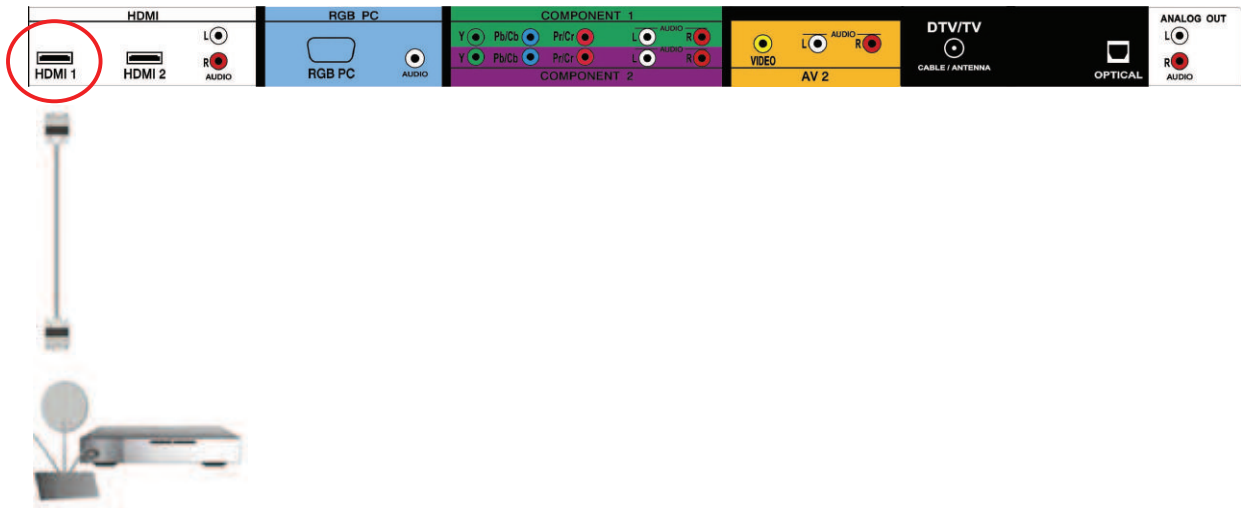 HDMI
HDMI 1
HDMI 2
L
R
AUDIO
RGB PC
RGB PC
AUDIO
COMPONENT 1
Y Pb/Cb Pr/Cr L AUDIO R
Y Pb/Cb Pr/Cr L AUDIO R
COMPONENT 2
VIDEO
L AUDIO R
AV 2
DTV/TV
CABLE / ANTENNA
OPTICAL
ANALOG OUT
L
R
AUDIO